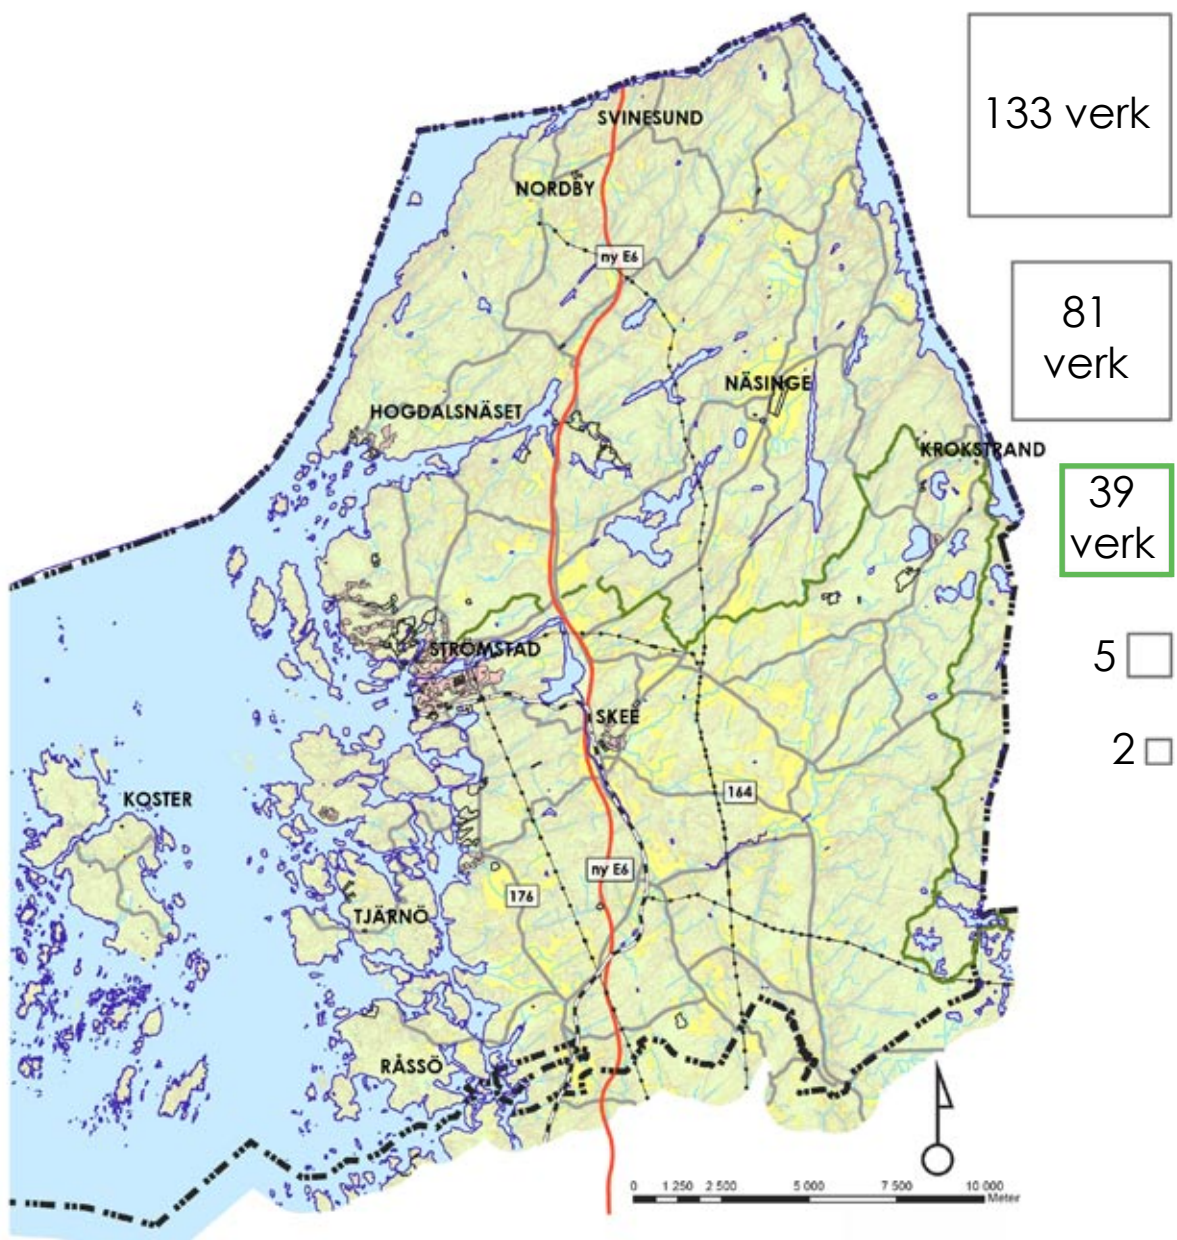 133 verk
SVINESUND
NORDBY
ny E6
81
verk
NÄSINGE
HOGDALSNÄSET
KROKSTRAND
39
verk
STRÖMSTAD
5
SKEE
2
KOSTER
164
ny E6
176
TJÄRNÖ
RÅSSÖ
0 1 250 2 500 5 000 7 500 10 000
Meter